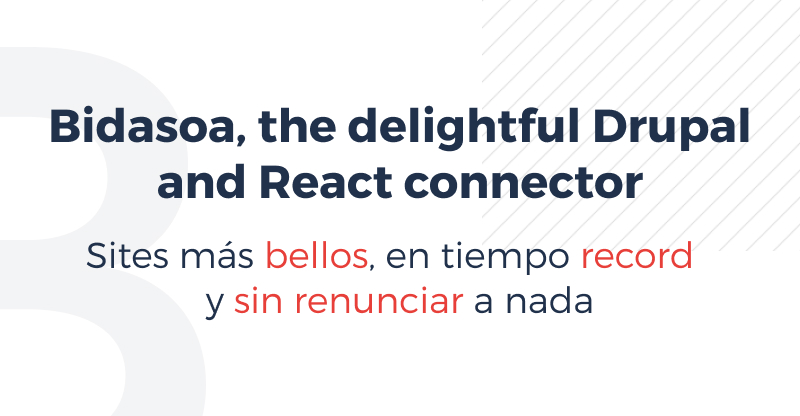 Bidasoa, the delightful Drupal
and React connector
Sites más bellos, en tiempo record
y sin renunciar a nada